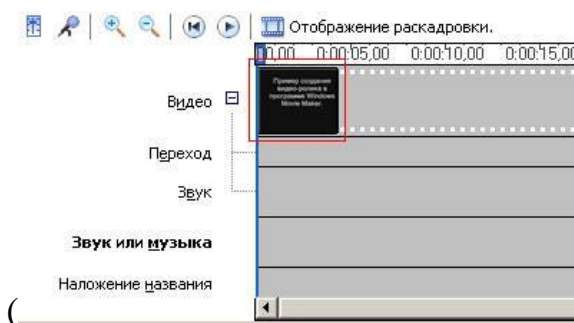 Отображение раскадровки.
0,00 0:00:05,00 0:00:10,00 0:00:15,00
Пример создания
видео-ролика в
программе Windows
Movie Maker.
Видео
Переход
Звук
Звук или музыка
Наложение названия
(